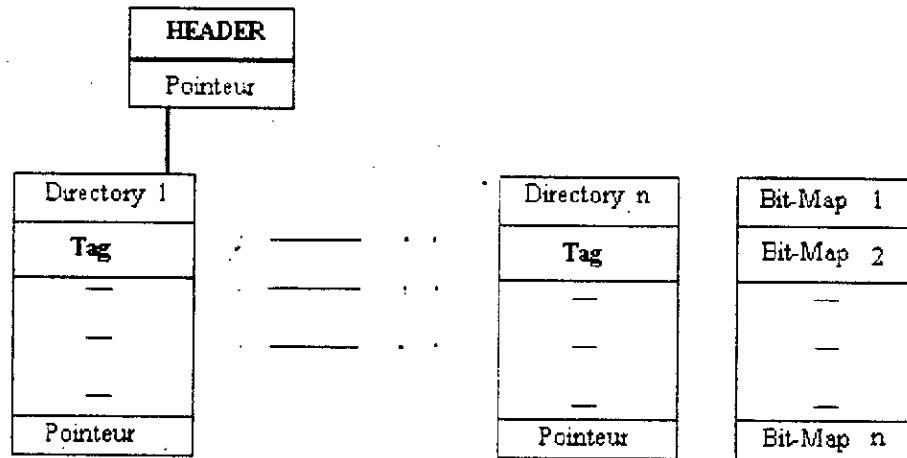 HEADER
Pointeur
Directory 1
Tag
Pointeur
Directory n
Tag
Pointeur
Bit-Map 1
Bit-Map 2
Bit-Map n